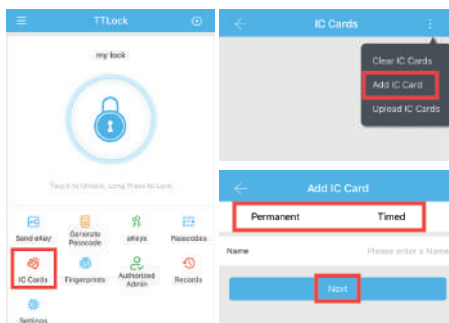 TTLock
my lock
Touch to Unlock, Long Press to Lock
Send eKey
Generate Passcode
eKeys
Passcodes
IC Cards
Fingerprints
Authorized Admin
Records
Settings
IC Cards
Clear IC Cards
Add IC Card
Upload IC Cards
Add IC Card
Permanent
Timed
Name
Please enter a Name
Next